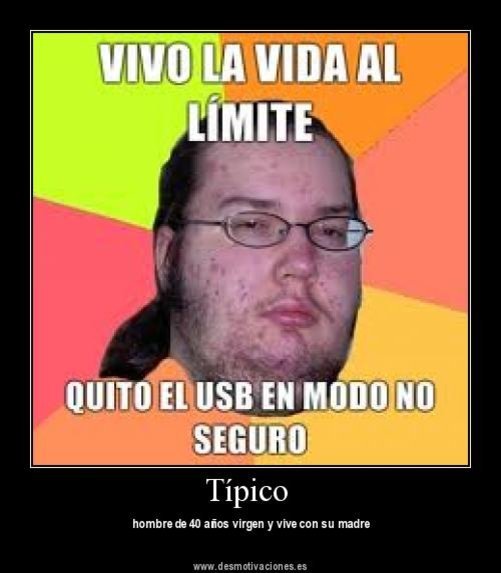 VIVO LA VIDA AL
LÍMITE
QUITO EL USB EN MODO NO
SEGURO
Típico
hombre de 40 años virgen y vive con su madre
www.desmotivaciones.es